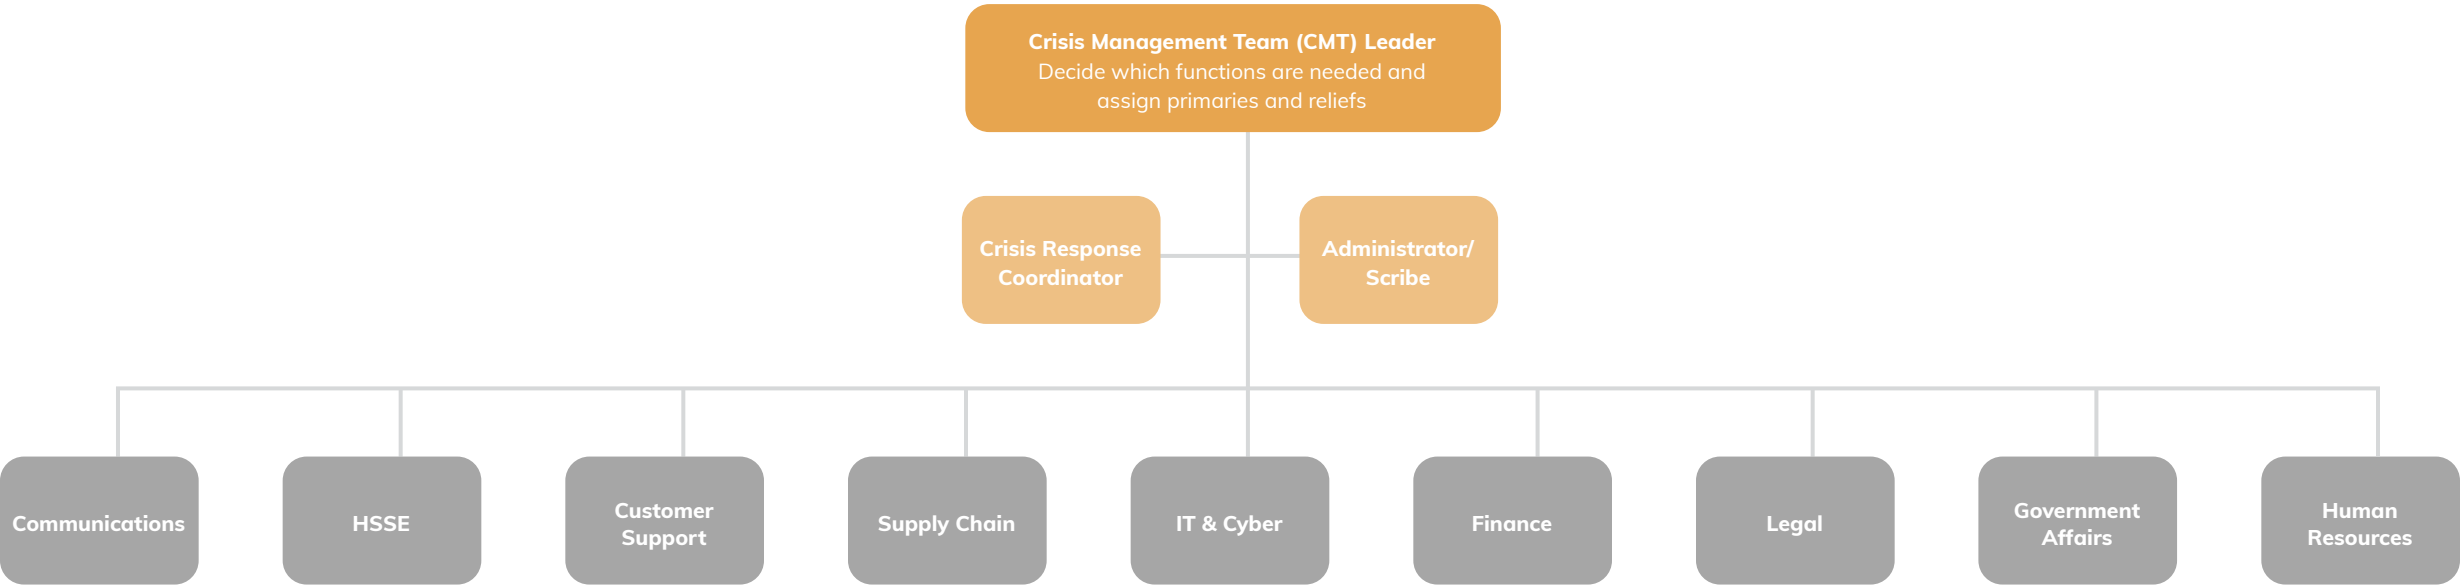 Crisis Management Team (CMT) Leader
Decide which functions are needed and
assign primaries and reliefs
Crisis Response
Coordinator
Administrator/
Scribe
Communications
HSSE
Customer
Support
Supply Chain
IT & Cyber
Finance
Legal
Government
Affairs
Human
Resources